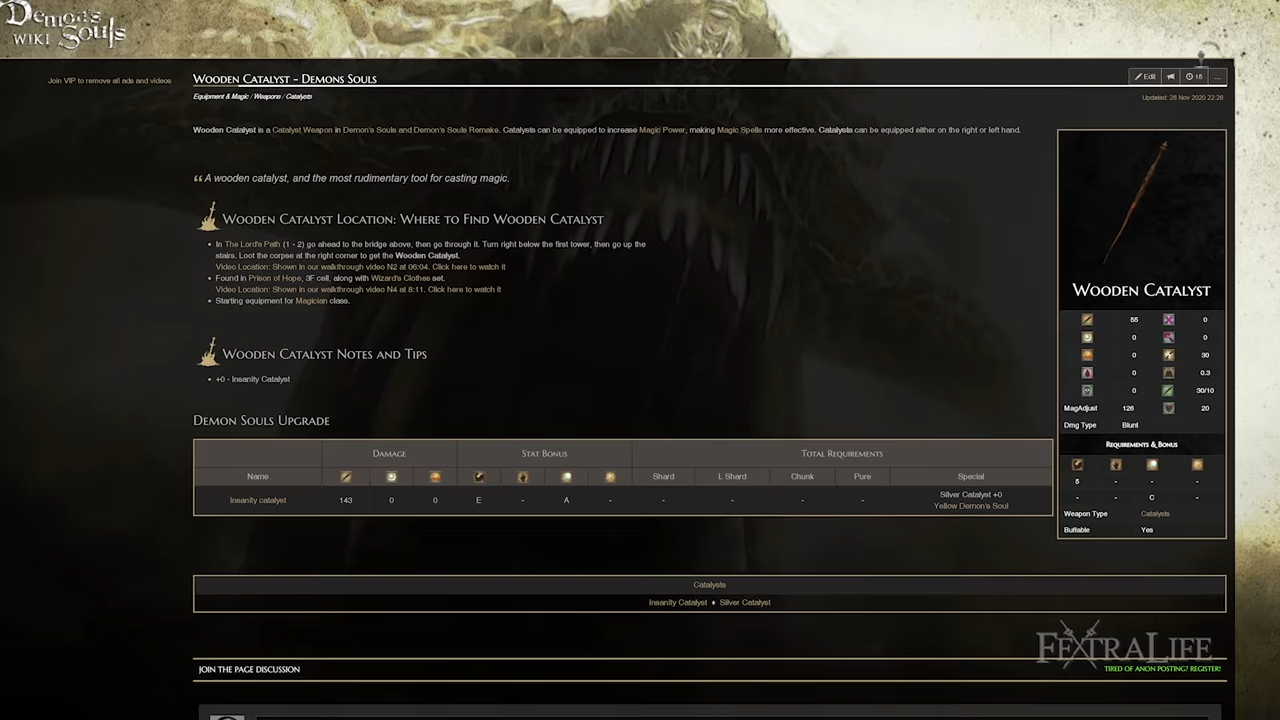 Demon's Souls
WIKI
Join VIP to remove all ads and videos
Wooden Catalyst - Demons Souls
Edit
15
...
Equipment & Magic / Weapons / Catalysts
Updated: 28 Nov 2020 22:26
Wooden Catalyst is a Catalyst Weapon in Demon's Souls and Demon's Souls Remake. Catalysts can be equipped to increase Magic Power, making Magic Spells more effective. Catalysts can be equipped either on the right or left hand.
A wooden catalyst, and the most rudimentary tool for casting magic.
Wooden Catalyst Location: Where to Find Wooden Catalyst
• In The Lord's Path (1 - 2) go ahead to the bridge above, then go through it. Turn right below the first tower, then go up the
stairs. Loot the corpse at the right corner to get the Wooden Catalyst.
Video Location: Shown in our walkthrough video N2 at 06:04. Click here to watch it
• Found in Prison of Hope, 3F cell, along with Wizard's Clothes set.
Video Location: Shown in our walkthrough video N4 at 8:11. Click here to watch it
• Starting equipment for Magician class.
Wooden Catalyst Notes and Tips
• +0 - Insanity Catalyst
Demon Souls Upgrade
Damage Stat Bonus Total Requirements
Name Shard L Shard Chunk Pure Special
Insanity catalyst 143 0 0 E - A - - - - - Silver Catalyst +0
Yellow Demon's Soul
Wooden Catalyst
55 0
0 0
0 30
0 0.3
0 30/10
MagAdjust 126 20
Dmg Type Blunt
Requirements & Bonus
5 - - -
- - C -
Weapon Type Catalysts
Buffable Yes
Catalysts
Insanity Catalyst ♦ Silver Catalyst
FextraLife
JOIN THE PAGE DISCUSSION
TIRED OF ANON POSTING? REGISTER!